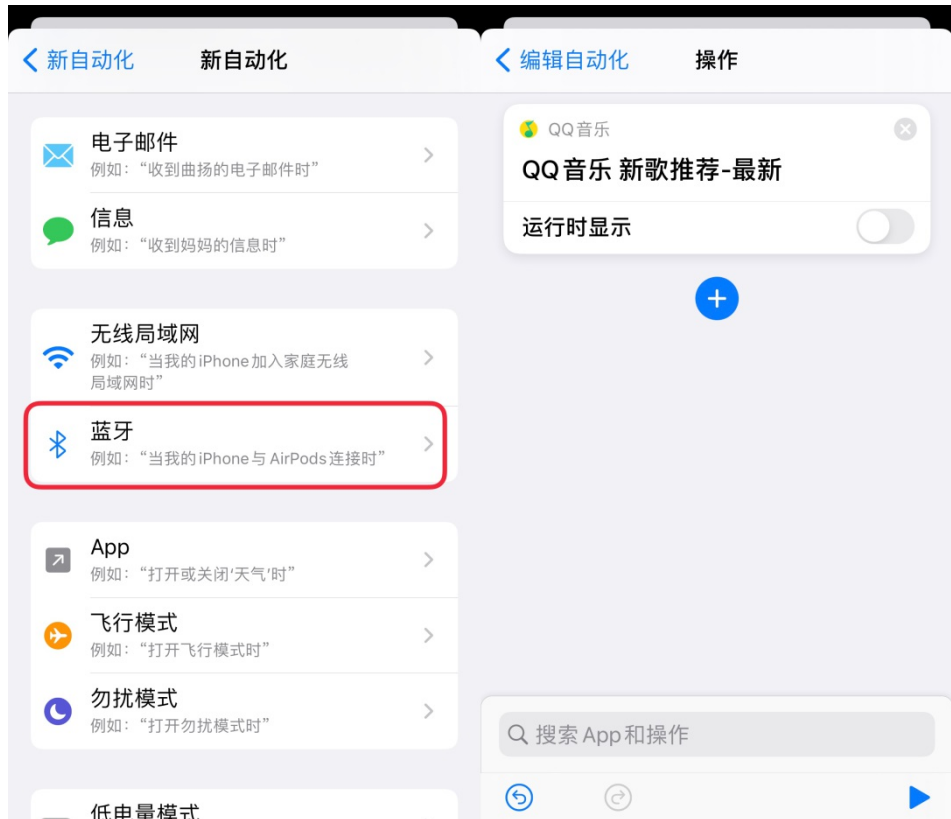 新自动化
新自动化
电子邮件
例如：“收到曲扬的电子邮件时”
信息
例如：“收到妈妈的信息时”
无线局域网
例如：“当我的iPhone加入家庭无线
局域网时”
蓝牙
例如：“当我的iPhone与AirPods连接时”
App
例如：“打开或关闭‘天气’时”
飞行模式
例如：“打开飞行模式时”
勿扰模式
例如：“打开勿扰模式时”
低电量模式
编辑自动化
操作
QQ音乐
QQ音乐 新歌推荐-最新
运行时显示
搜索App和操作